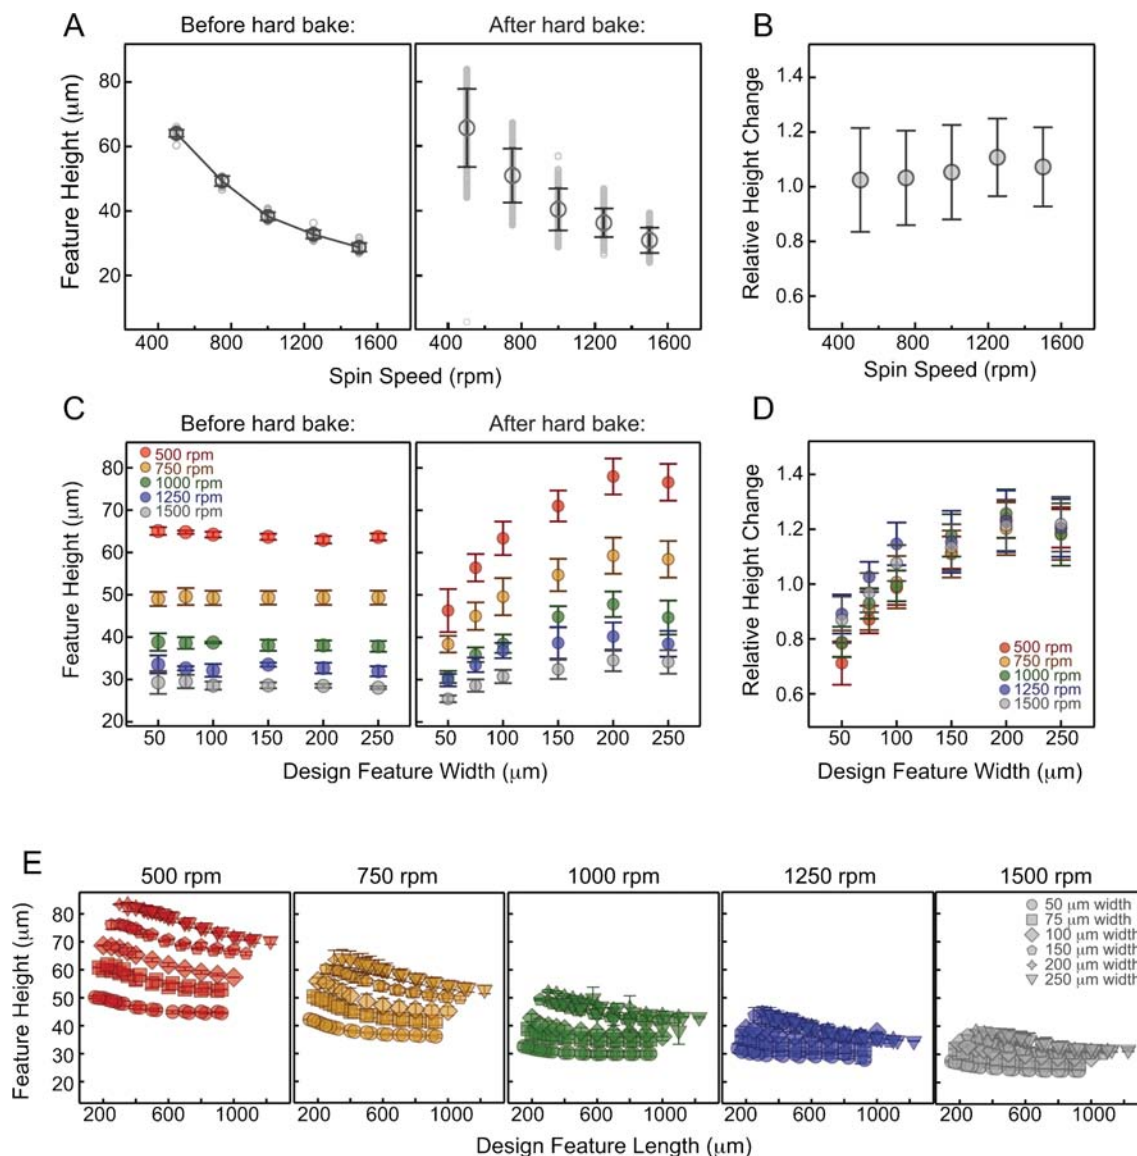 A
Before hard bake:
After hard bake:
B
Feature Height (μm)
80
60
40
20
400 800 1200 1600
400 800 1200 1600
Spin Speed (rpm)
Relative Height Change
1.4
1.2
1.0
0.8
0.6
400 800 1200 1600
Spin Speed (rpm)
C
Before hard bake:
After hard bake:
D
Feature Height (μm)
80
70
60
50
40
30
20
500 rpm
750 rpm
1000 rpm
1250 rpm
1500 rpm
50 100 150 200 250
50 100 150 200 250
Design Feature Width (μm)
Relative Height Change
1.4
1.2
1.0
0.8
0.6
500 rpm
750 rpm
1000 rpm
1250 rpm
1500 rpm
50 100 150 200 250
Design Feature Width (μm)
E
500 rpm
750 rpm
1000 rpm
1250 rpm
1500 rpm
Feature Height (μm)
80
70
60
50
40
30
20
50 μm width
75 μm width
100 μm width
150 μm width
200 μm width
250 μm width
200 600 1000
200 600 1000
200 600 1000
200 600 1000
200 600 1000
Design Feature Length (μm)